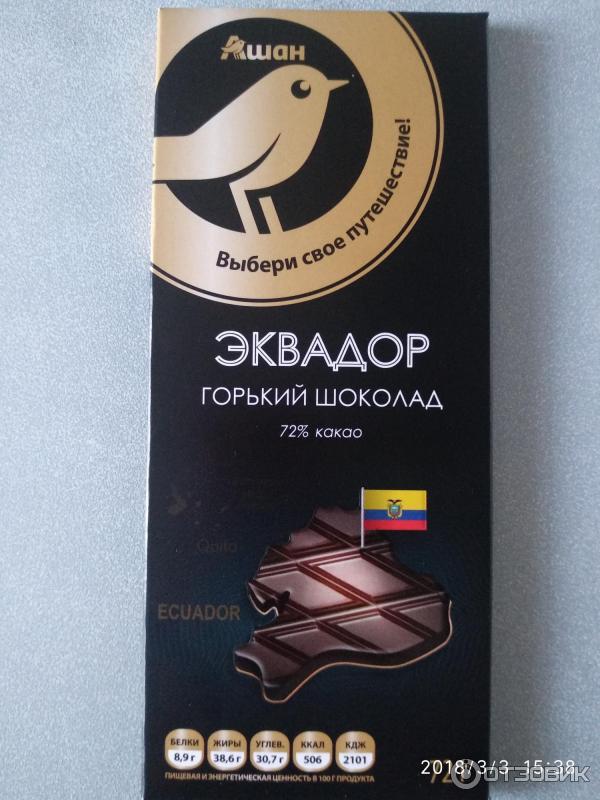 Ашан
Выбери свое путешествие!
ЭКВАДОР
ГОРЬКИЙ ШОКОЛАД
72% какао
Quito
ECUADOR
БЕЛКИ ЖИРЫ УГЛЕВ. ККАЛ КДЖ
8,9 г 38,6 г 30,7 г 506 2101
ПИЩЕВАЯ И ЭНЕРГЕТИЧЕСКАЯ ЦЕННОСТЬ В 100 Г ПРОДУКТА
2018/3/3 15:38
ОТЗОВИК